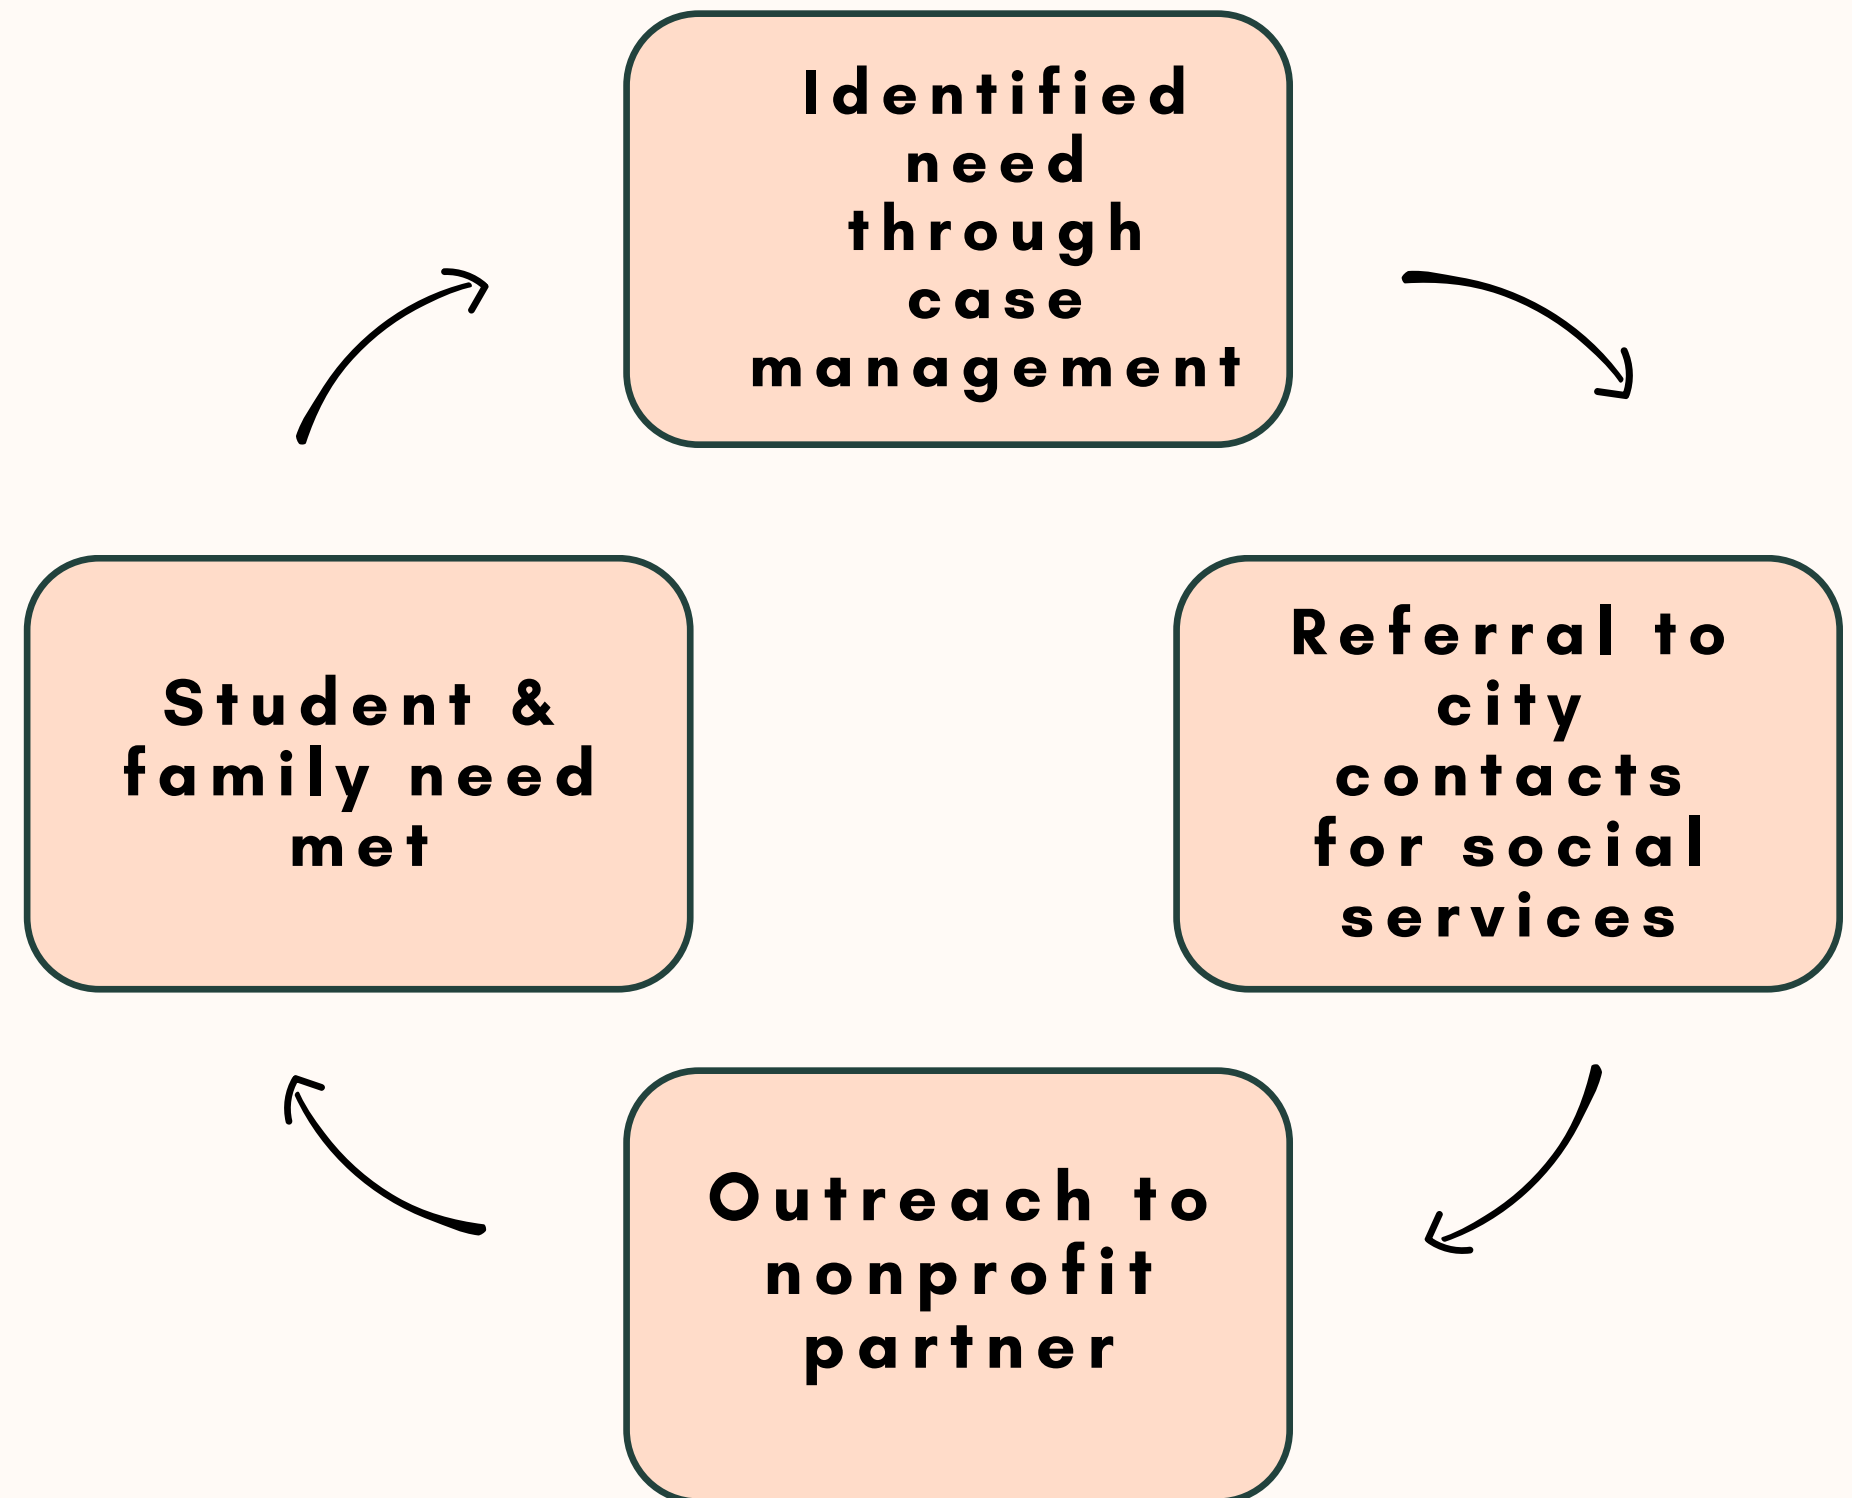 Identified
need
through
case
management
Referral to
city
contacts
for social
services
Outreach to
nonprofit
partner
Student &
family need
met